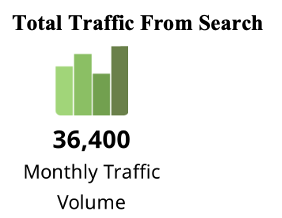 Total Traffic From Search
36,400
Monthly Traffic
Volume